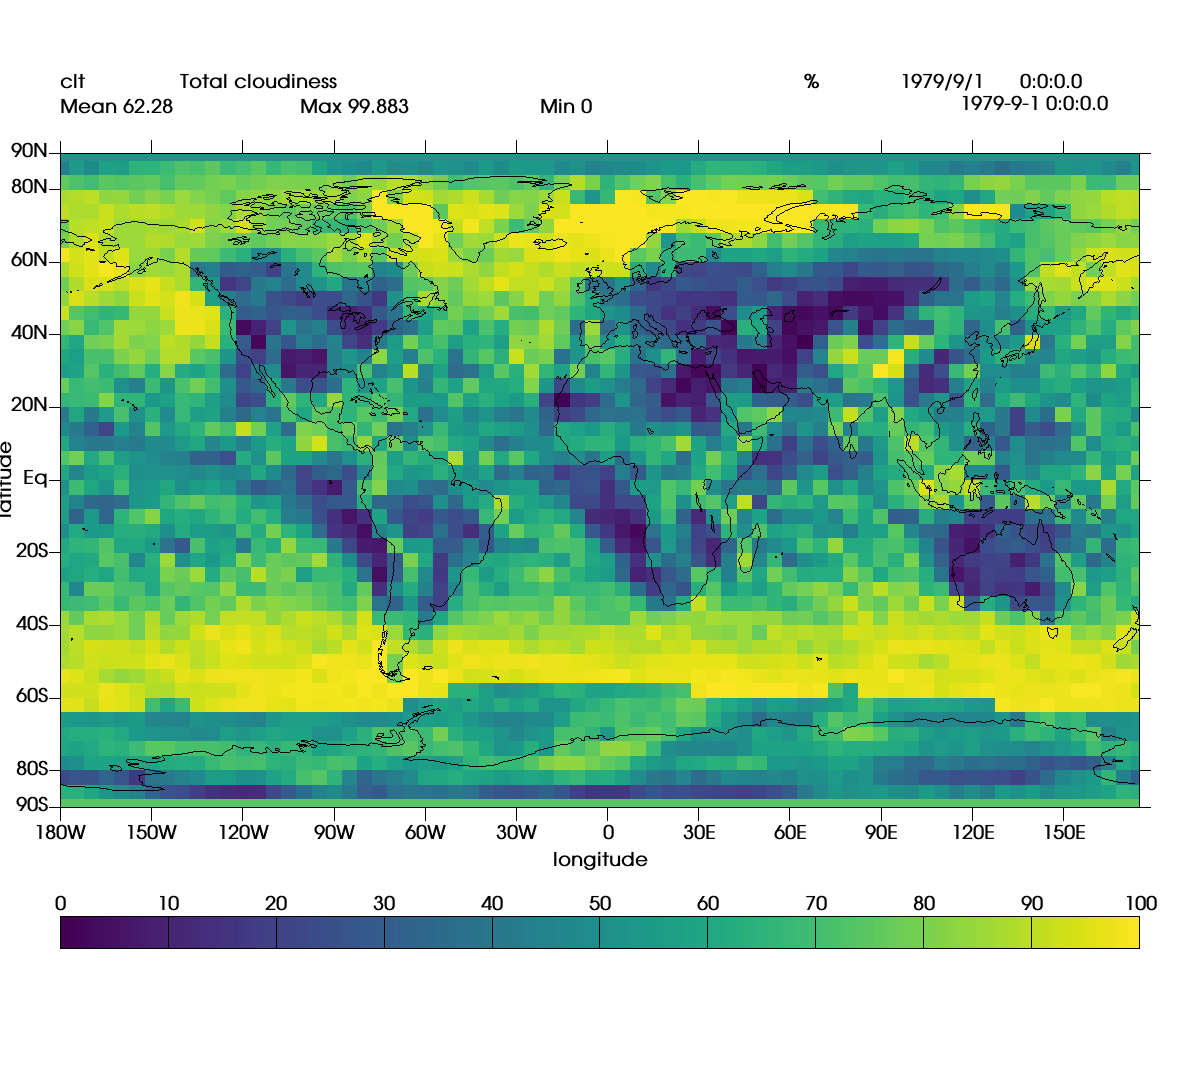 clt Total cloudiness % 1979/9/1 0:0:0.0
Mean 62.28 Max 99.883 Min 0 1979-9-1 0:0:0.0
90N
80N
60N
40N
20N
Eq
20S
40S
60S
80S
90S
latitude
180W 150W 120W 90W 60W 30W 0 30E 60E 90E 120E 150E
longitude
0 10 20 30 40 50 60 70 80 90 100